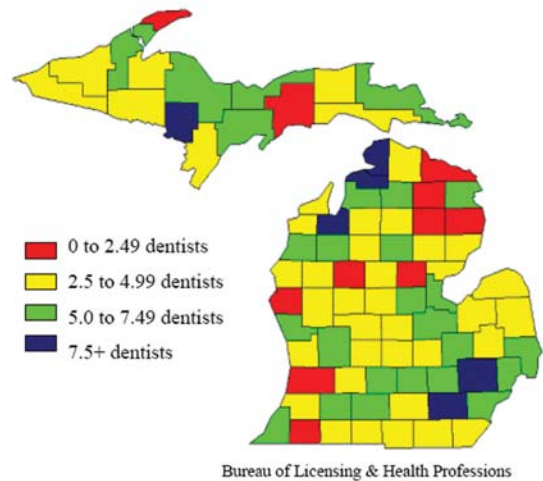 0 to 2.49 dentists
2.5 to 4.99 dentists
5.0 to 7.49 dentists
7.5+ dentists
Bureau of Licensing & Health Professions